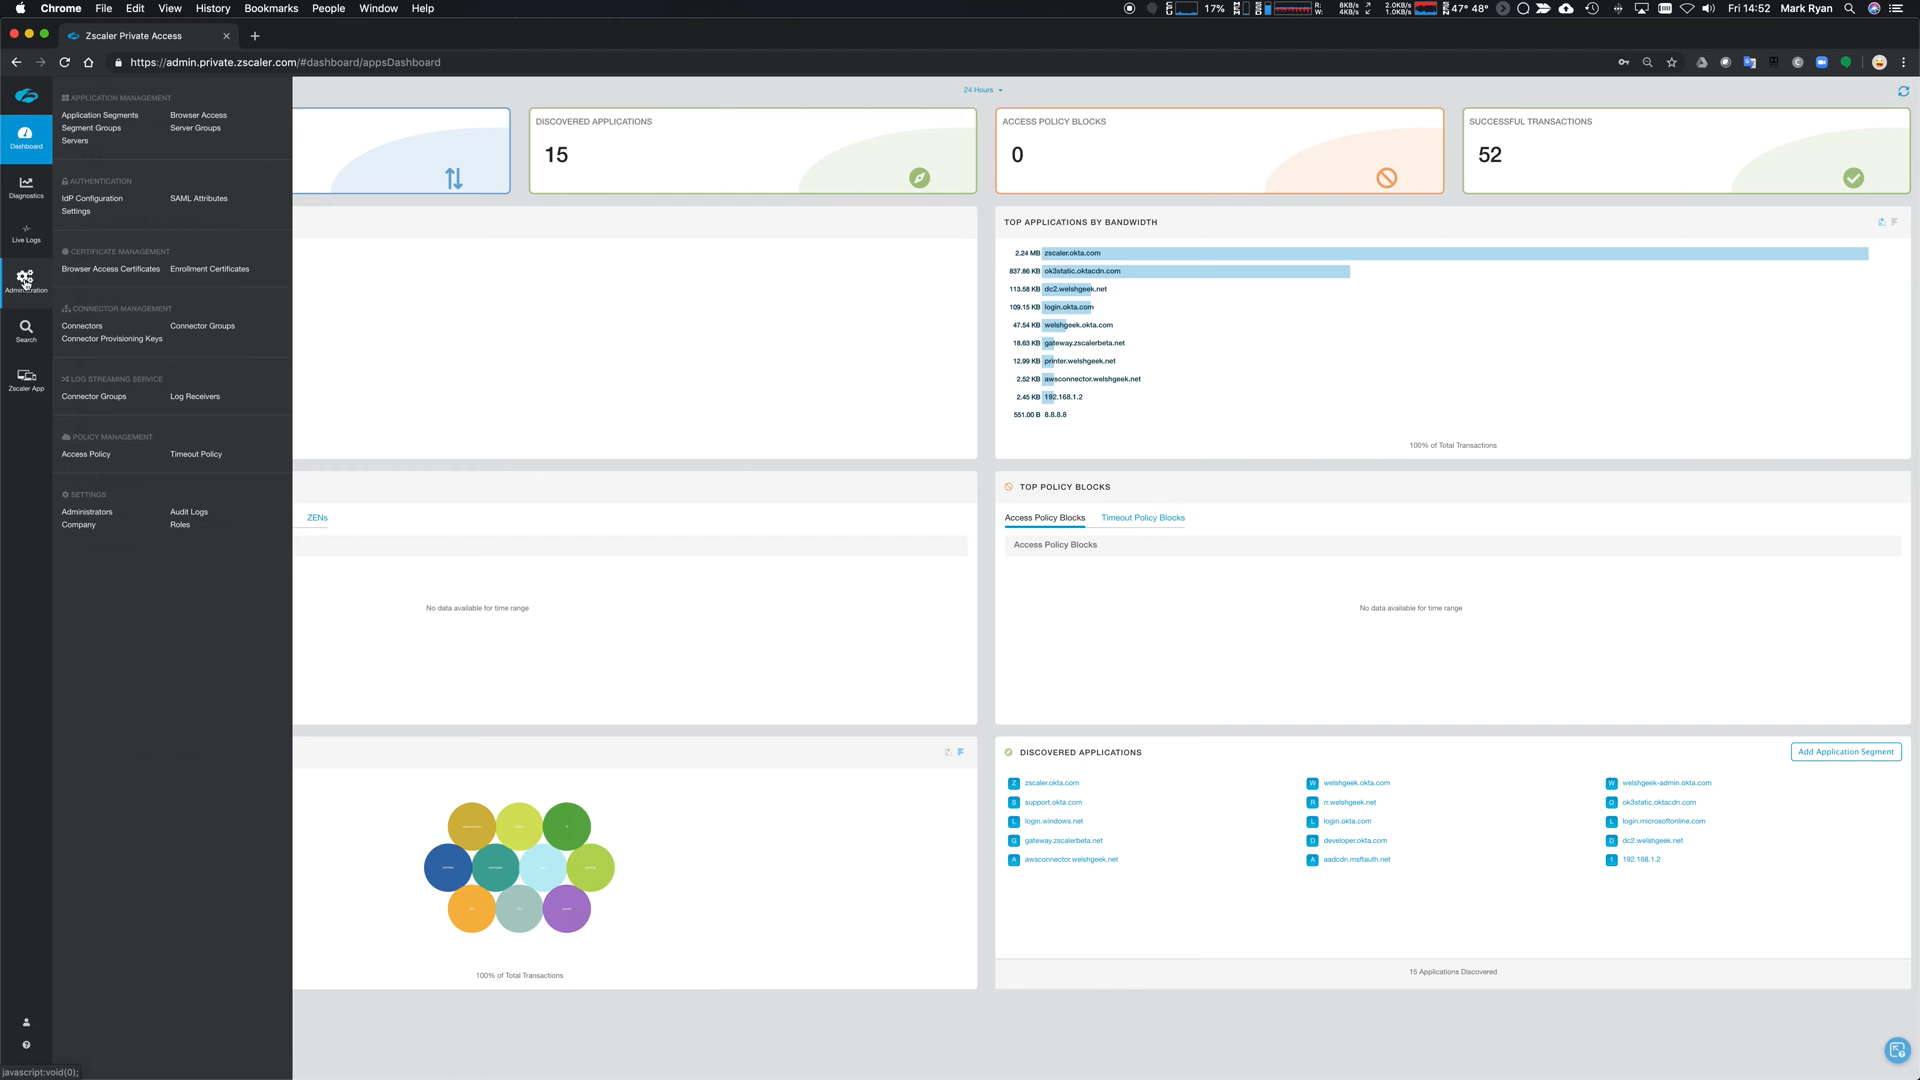 Chrome File Edit View History Bookmarks People Window Help
17% 8KB/s 4KB/s 2.0KB/s 1.0KB/s 47° 48° Fri 14:52 Mark Ryan
Zscaler Private Access
https://admin.private.zscaler.com/#dashboard/appsDashboard
Dashboard
Diagnostics
Live Logs
Administration
Search
Zscaler App
APPLICATION MANAGEMENT
Application Segments Browser Access
Segment Groups Server Groups
Servers
AUTHENTICATION
IdP Configuration SAML Attributes
Settings
CERTIFICATE MANAGEMENT
Browser Access Certificates Enrollment Certificates
CONNECTOR MANAGEMENT
Connectors Connector Groups
Connector Provisioning Keys
LOG STREAMING SERVICE
Connector Groups Log Receivers
POLICY MANAGEMENT
Access Policy Timeout Policy
SETTINGS
Administrators Audit Logs
Company Roles
24 Hours
DISCOVERED APPLICATIONS
15
ACCESS POLICY BLOCKS
0
SUCCESSFUL TRANSACTIONS
52
TOP APPLICATIONS BY BANDWIDTH
2.24 MB zscaler.okta.com
837.86 KB ok3static.oktacdn.com
113.58 KB dc2.welshgeek.net
109.15 KB login.okta.com
47.54 KB welshgeek.okta.com
18.63 KB gateway.zscalerbeta.net
12.99 KB printer.welshgeek.net
2.52 KB awsconnector.welshgeek.net
2.45 KB 192.168.1.2
551.00 B 8.8.8.8
100% of Total Transactions
ZENs
No data available for time range
TOP POLICY BLOCKS
Access Policy Blocks Timeout Policy Blocks
Access Policy Blocks
No data available for time range
100% of Total Transactions
DISCOVERED APPLICATIONS
Add Application Segment
Z zscaler.okta.com W welshgeek.okta.com W welshgeek-admin.okta.com
S support.okta.com R rr.welshgeek.net O ok3static.oktacdn.com
L login.windows.net L login.okta.com L login.microsoftonline.com
G gateway.zscalerbeta.net D developer.okta.com D dc2.welshgeek.net
A awsconnector.welshgeek.net A aadcdn.msftauth.net 1 192.168.1.2
15 Applications Discovered
javascript:void(0);